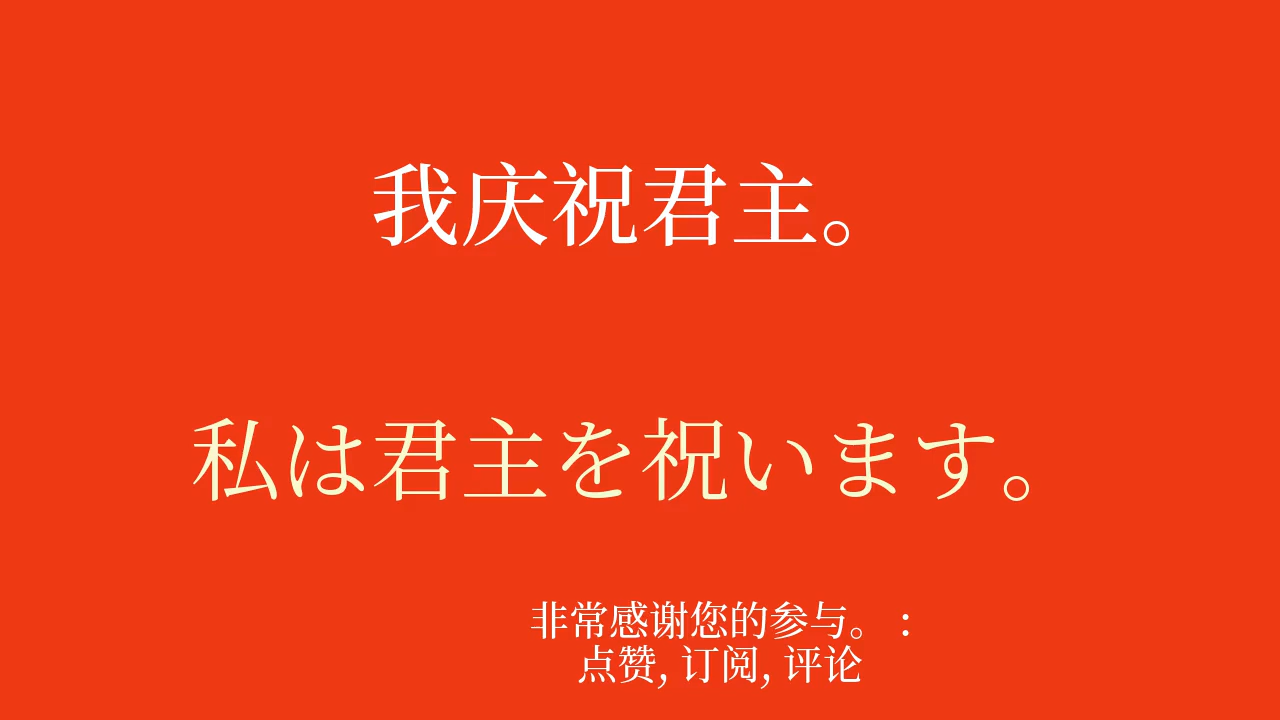 我庆祝君主。
私は君主を祝います。
非常感谢您的参与。 :
点赞, 订阅, 评论